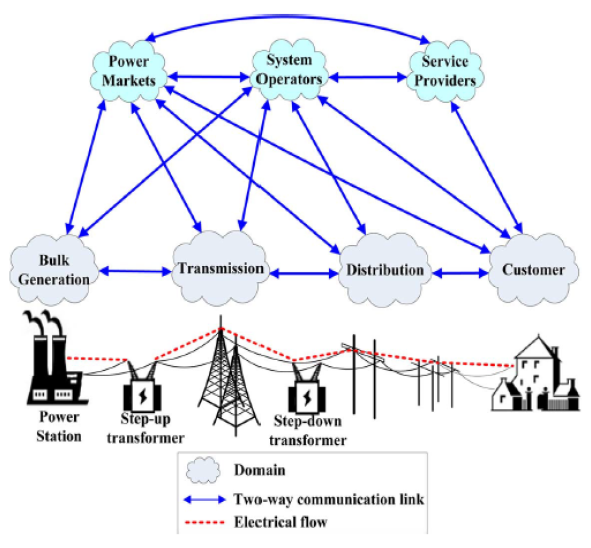 Power
Markets
System
Operators
Service
Providers
Bulk
Generation
Transmission
Distribution
Customer
Power
Station
Step-up
transformer
Step-down
transformer
Domain
Two-way communication link
Electrical flow